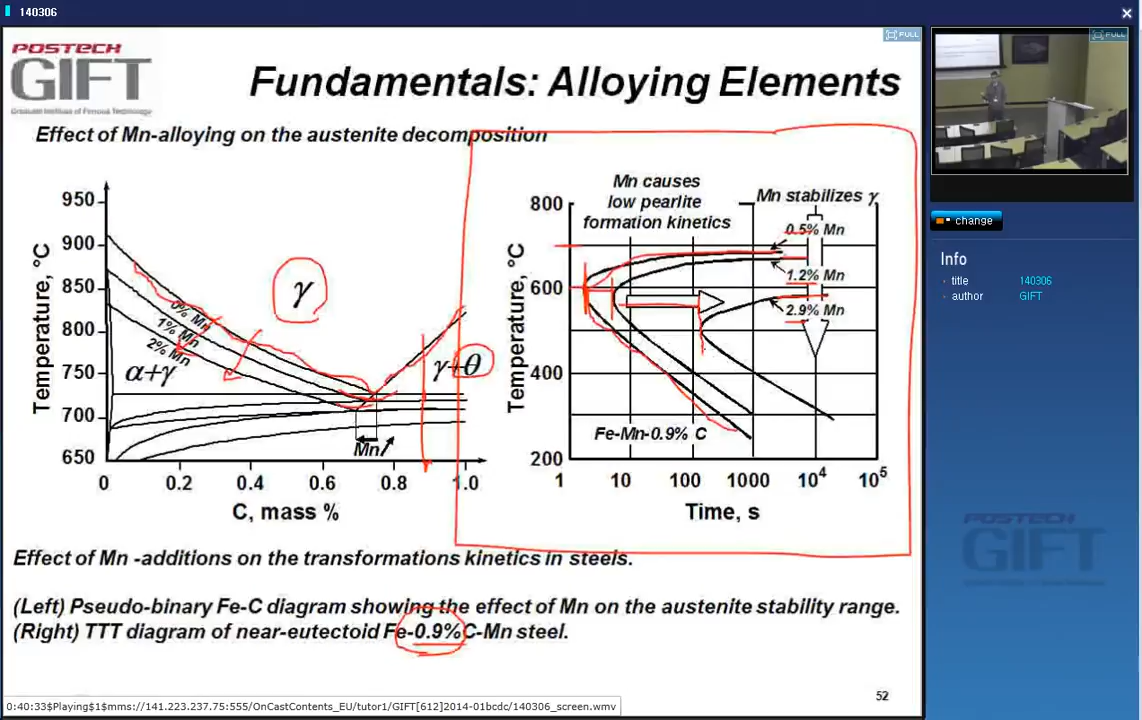 140306
POSTECH
GIFT
Graduate Institute of Ferrous Technology
FULL
FULL
Fundamentals: Alloying Elements
Effect of Mn-alloying on the austenite decomposition
950
900
850
800
750
700
650
Temperature, °C
0% Mn
1% Mn
2% Mn
γ
α+γ
γ+θ
Mn
0
0.2
0.4
0.6
0.8
1.0
C, mass %
Mn causes
low pearlite
formation kinetics
Mn stabilizes γ
800
600
400
200
Temperature, °C
0.5% Mn
1.2% Mn
2.9% Mn
Fe-Mn-0.9% C
1
10
100
1000
10⁴
10⁵
Time, s
Effect of Mn -additions on the transformations kinetics in steels.
(Left) Pseudo-binary Fe-C diagram showing the effect of Mn on the austenite stability range.
(Right) TTT diagram of near-eutectoid Fe-0.9%C-Mn steel.
52
0:40:33$Playing$1$mms://141.223.237.75:555/OnCastContents_EU/tutor1/GIFT[612]2014-01bcdc/140306_screen.wmv
change
Info
title 140306
author GIFT
POSTECH
GIFT